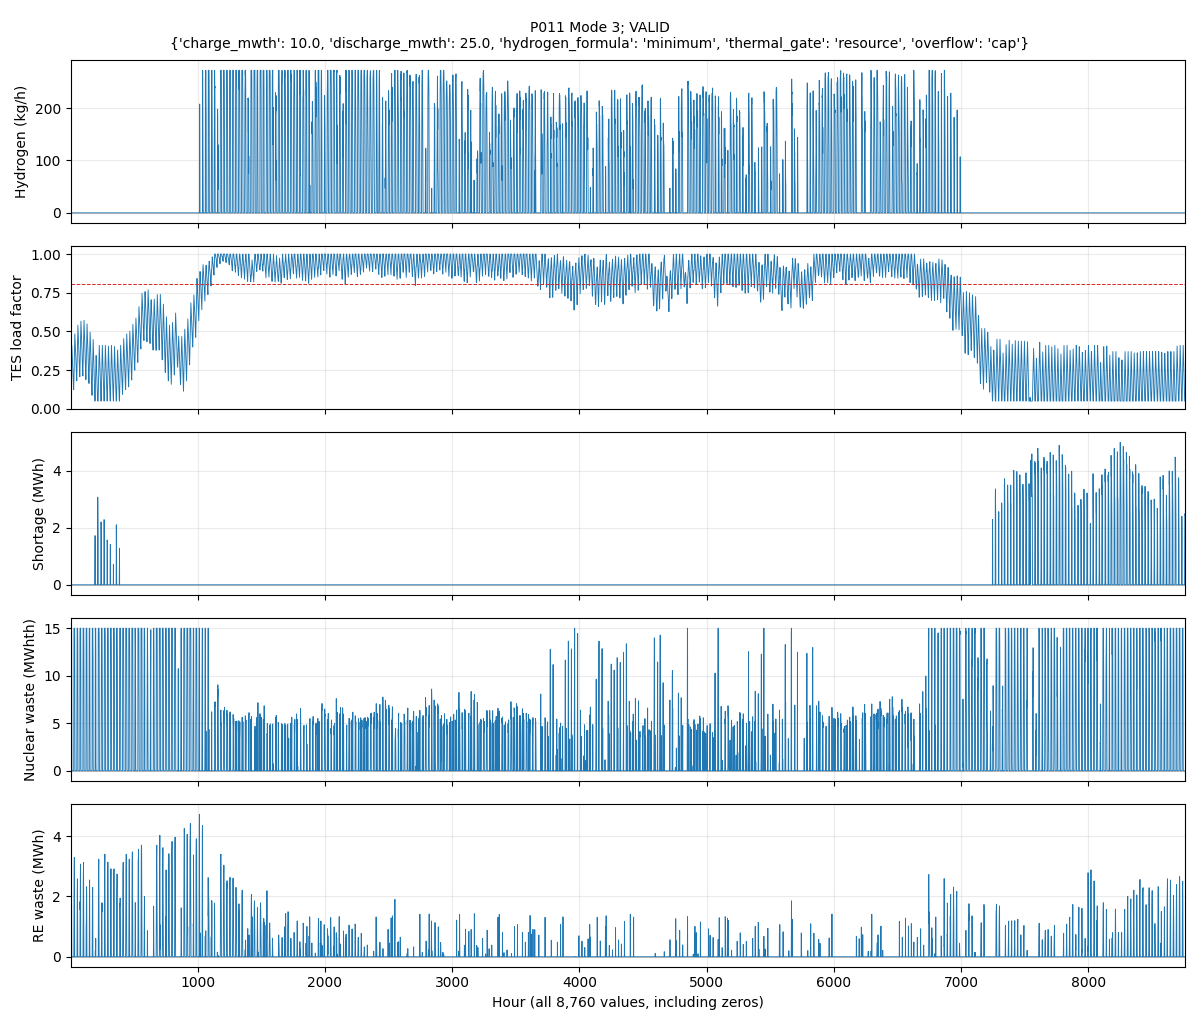 P011 Mode 3; VALID
{'charge_mwth': 10.0, 'discharge_mwth': 25.0, 'hydrogen_formula': 'minimum', 'thermal_gate': 'resource', 'overflow': 'cap'}
Hydrogen (kg/h)
200
100
0
TES load factor
1.00
0.75
0.50
0.25
0.00
Shortage (MWh)
4
2
0
Nuclear waste (MWhth)
15
10
5
0
RE waste (MWh)
4
2
0
1000 2000 3000 4000 5000 6000 7000 8000
Hour (all 8,760 values, including zeros)